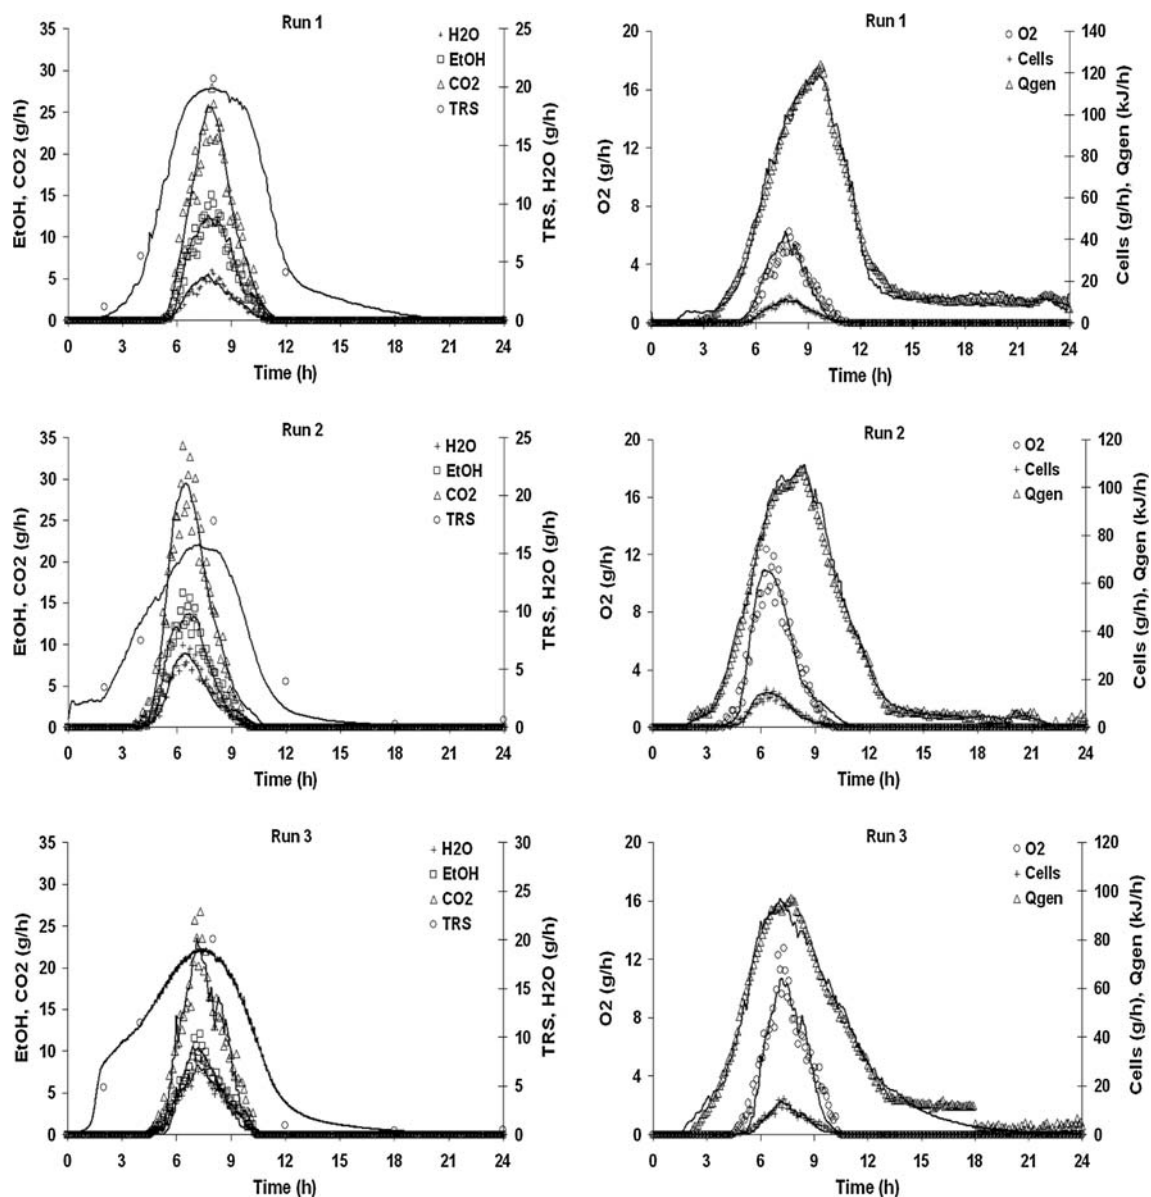 Run 1
H2O
EtOH
CO2
TRS
EtOH, CO2 (g/h)
35
30
25
20
15
10
5
0
TRS, H2O (g/h)
25
20
15
10
5
0
0 3 6 9 12 15 18 21 24
Time (h)
Run 1
O2
Cells
Qgen
O2 (g/h)
20
16
12
8
4
0
Cells (g/h), Qgen (kJ/h)
140
120
100
80
60
40
20
0
0 3 6 9 12 15 18 21 24
Time (h)
Run 2
H2O
EtOH
CO2
TRS
EtOH, CO2 (g/h)
35
30
25
20
15
10
5
0
TRS, H2O (g/h)
25
20
15
10
5
0
0 3 6 9 12 15 18 21 24
Time (h)
Run 2
O2
Cells
Qgen
O2 (g/h)
20
16
12
8
4
0
Cells (g/h), Qgen (kJ/h)
120
100
80
60
40
20
0
0 3 6 9 12 15 18 21 24
Time (h)
Run 3
H2O
EtOH
CO2
TRS
EtOH, CO2 (g/h)
35
30
25
20
15
10
5
0
TRS, H2O (g/h)
30
25
20
15
10
5
0
0 3 6 9 12 15 18 21 24
Time (h)
Run 3
O2
Cells
Qgen
O2 (g/h)
20
16
12
8
4
0
Cells (g/h), Qgen (kJ/h)
120
100
80
60
40
20
0
0 3 6 9 12 15 18 21 24
Time (h)